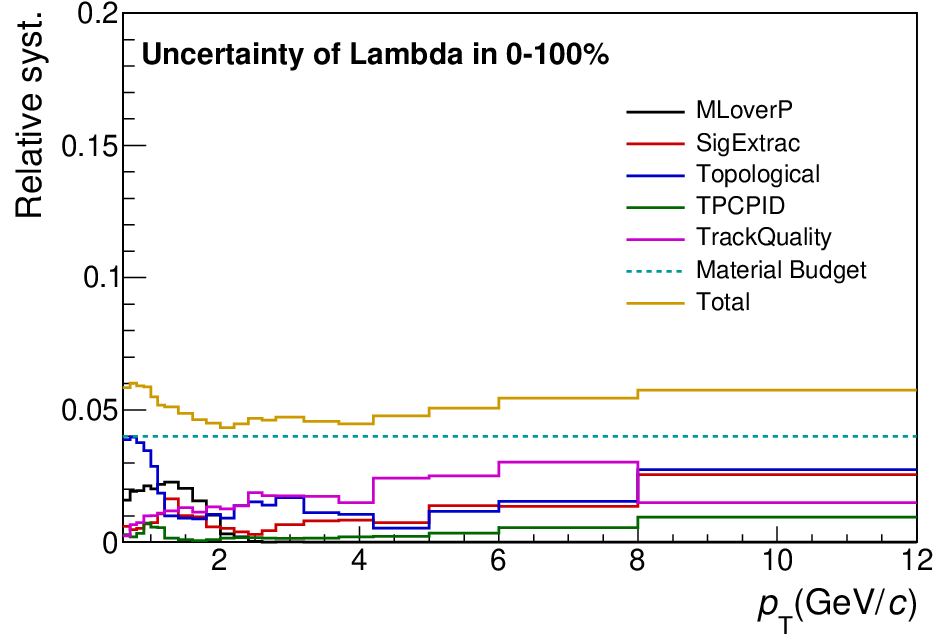 Relative syst.
Uncertainty of Lambda in 0-100%
MLoverP
SigExtrac
Topological
TPCPID
TrackQuality
Material Budget
Total
0.2
0.15
0.1
0.05
0
2 4 6 8 10 12
pT(GeV/c)